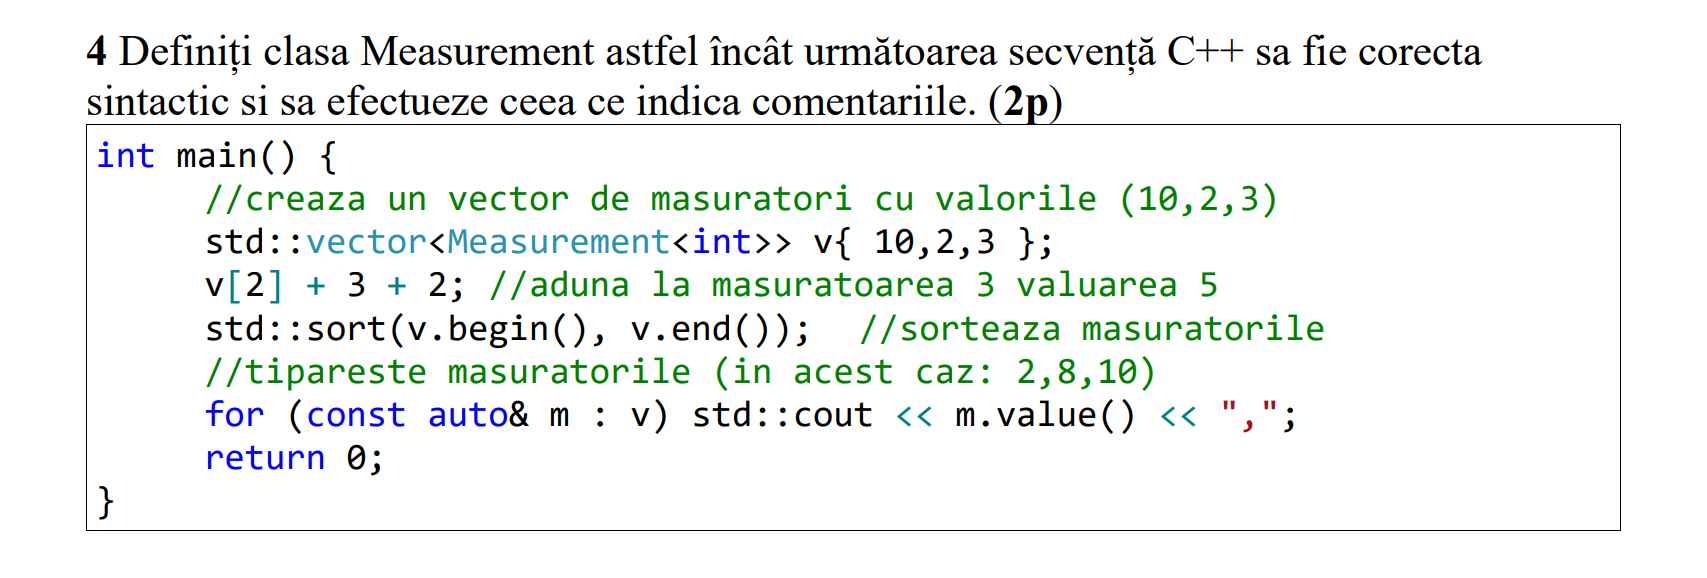 4 Definiți clasa Measurement astfel încât următoarea secvență C++ sa fie corecta
sintactic si sa efectueze ceea ce indica comentariile. (2p)
int main() {
//creaza un vector de masuratori cu valorile (10,2,3)
std::vector<Measurement<int>> v{ 10,2,3 };
v[2] + 3 + 2; //aduna la masuratoarea 3 valuarea 5
std::sort(v.begin(), v.end()); //sorteaza masuratorile
//tipareste masuratorile (in acest caz: 2,8,10)
for (const auto& m : v) std::cout << m.value() << ",";
return 0;
}